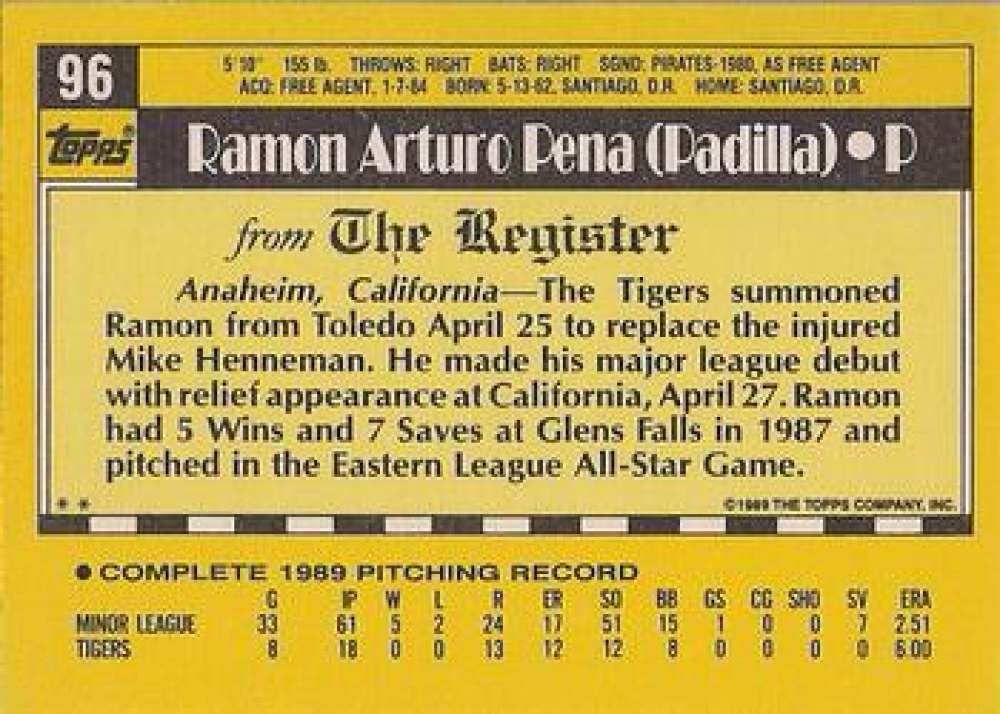 96
5'10" 155 lb. THROWS: RIGHT BATS: RIGHT SGND: PIRATES-1980, AS FREE AGENT
ACQ: FREE AGENT, 1-7-84 BORN: 5-13-62, SANTIAGO, D.R. HOME: SANTIAGO, D.R.
TOPPS®
Ramon Arturo Pena (Padilla) ● P
from The Register
Anaheim, California—The Tigers summoned
Ramon from Toledo April 25 to replace the injured
Mike Henneman. He made his major league debut
with relief appearance at California, April 27. Ramon
had 5 Wins and 7 Saves at Glens Falls in 1987 and
pitched in the Eastern League All-Star Game.
* * ©1989 THE TOPPS COMPANY, INC.
● COMPLETE 1989 PITCHING RECORD
G IP W L R ER SO BB GS CG SHO SV ERA
MINOR LEAGUE 33 61 5 2 24 17 51 15 1 0 0 7 2.51
TIGERS 8 18 0 0 13 12 12 8 0 0 0 0 6.00